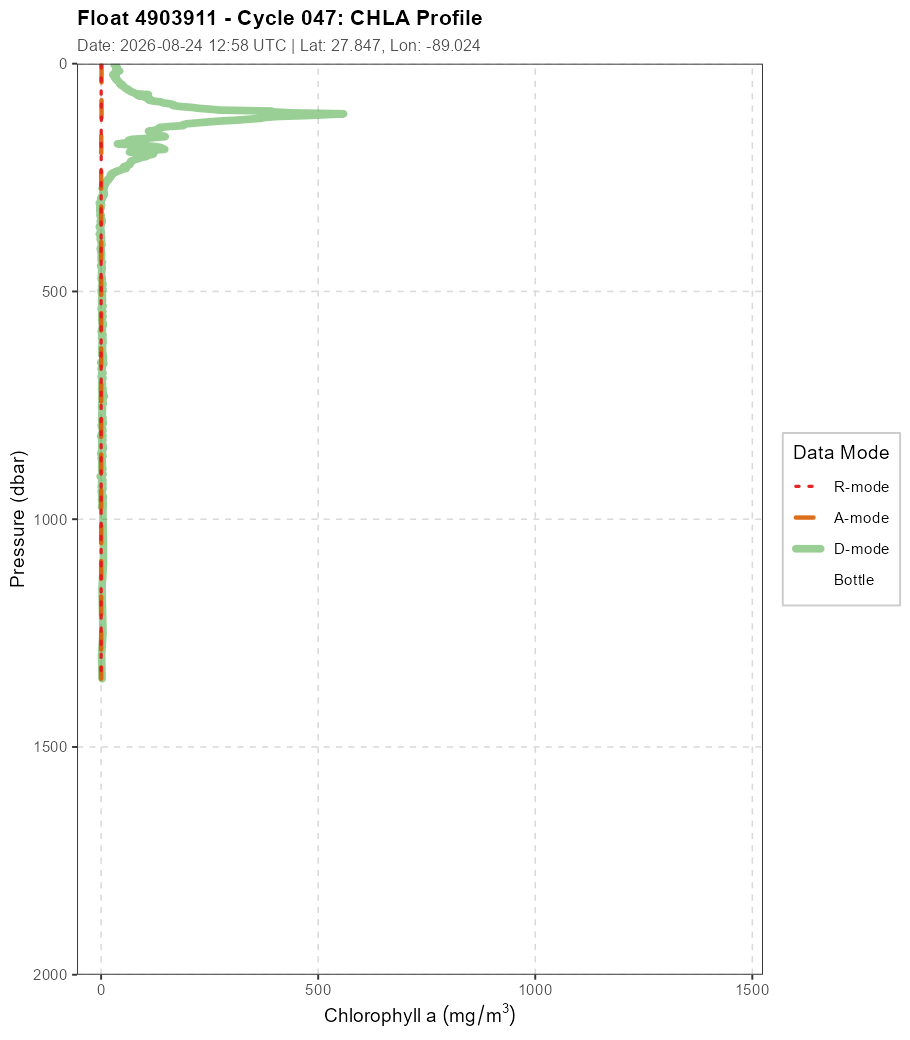 Float 4903911 - Cycle 047: CHLA Profile
Date: 2026-08-24 12:58 UTC | Lat: 27.847, Lon: -89.024
0
500
1000
1500
2000
Pressure (dbar)
0 500 1000 1500
Chlorophyll a (mg/m³)
Data Mode
R-mode
A-mode
D-mode
Bottle